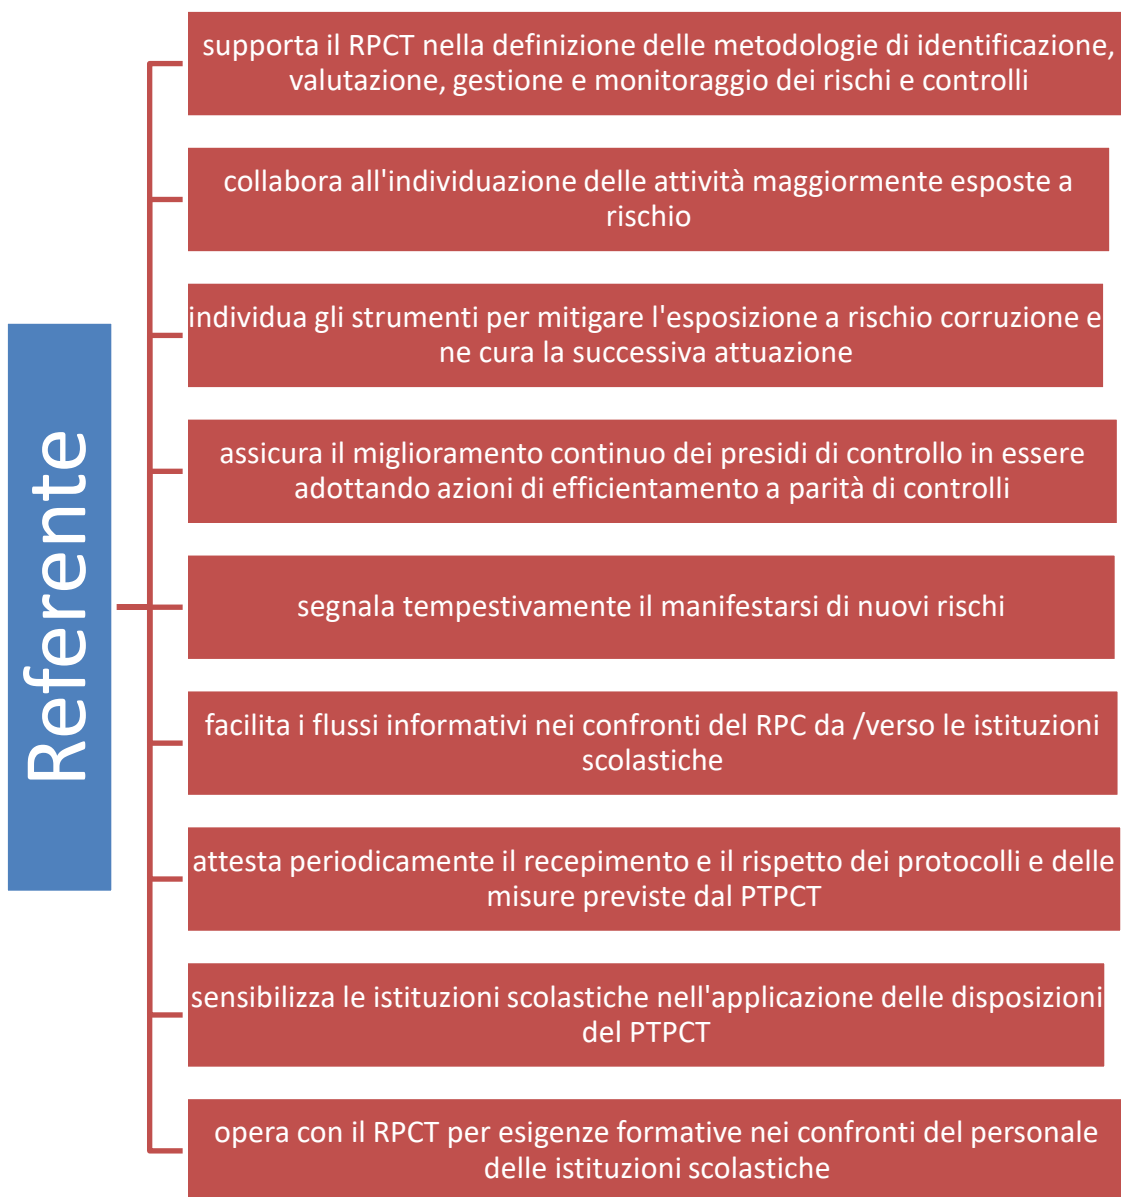 Referente
supporta il RPCT nella definizione delle metodologie di identificazione,
valutazione, gestione e monitoraggio dei rischi e controlli
collabora all'individuazione delle attività maggiormente esposte a
rischio
individua gli strumenti per mitigare l'esposizione a rischio corruzione e
ne cura la successiva attuazione
assicura il miglioramento continuo dei presidi di controllo in essere
adottando azioni di efficientamento a parità di controlli
segnala tempestivamente il manifestarsi di nuovi rischi
facilita i flussi informativi nei confronti del RPC da /verso le istituzioni
scolastiche
attesta periodicamente il recepimento e il rispetto dei protocolli e delle
misure previste dal PTPCT
sensibilizza le istituzioni scolastiche nell'applicazione delle disposizioni
del PTPCT
opera con il RPCT per esigenze formative nei confronti del personale
delle istituzioni scolastiche